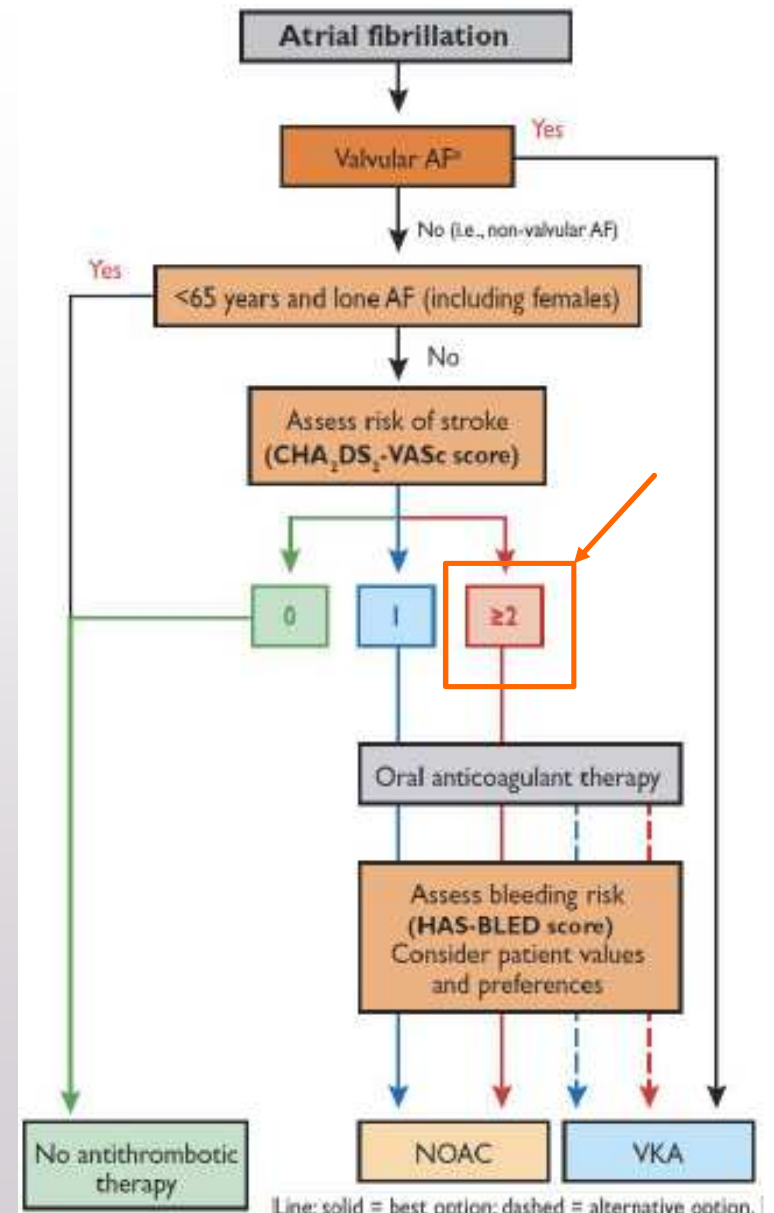 Atrial fibrillation
Yes
Valvular AFª
No (i.e., non-valvular AF)
Yes
<65 years and lone AF (including females)
No
Assess risk of stroke
(CHA₂DS₂-VASc score)
0
1
≥2
Oral anticoagulant therapy
Assess bleeding risk
(HAS-BLED score)
Consider patient values
and preferences
No antithrombotic
therapy
NOAC
VKA
Line: solid = best option; dashed = alternative option.